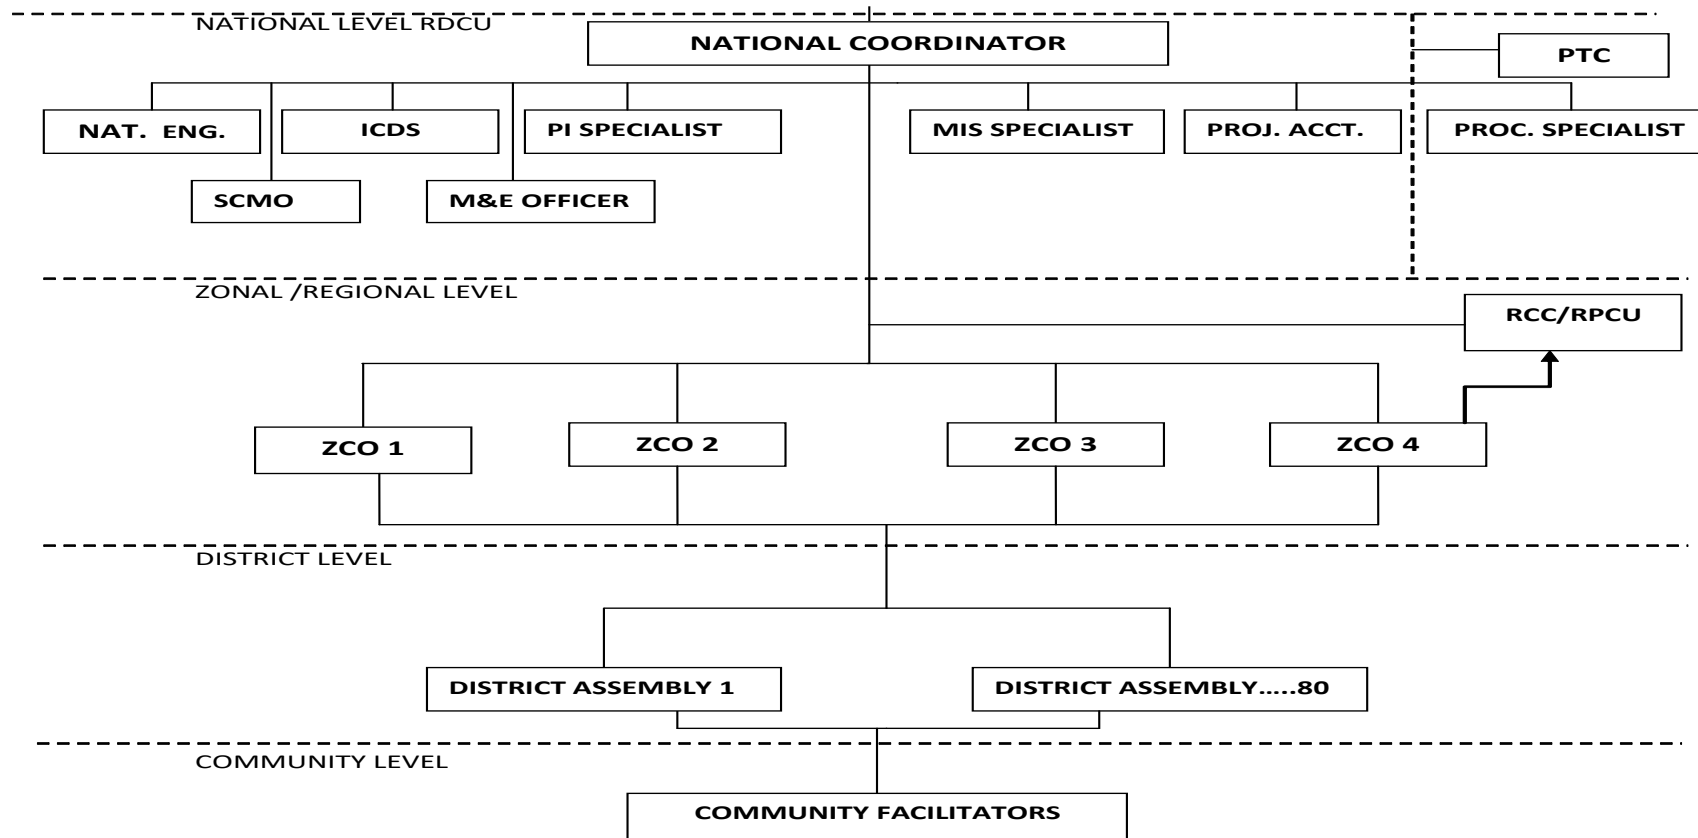 NATIONAL LEVEL RDCU
NATIONAL COORDINATOR
PTC
NAT. ENG.
ICDS
PI SPECIALIST
MIS SPECIALIST
PROJ. ACCT.
PROC. SPECIALIST
SCMO
M&E OFFICER
ZONAL /REGIONAL LEVEL
RCC/RPCU
ZCO 1
ZCO 2
ZCO 3
ZCO 4
DISTRICT LEVEL
DISTRICT ASSEMBLY 1
DISTRICT ASSEMBLY.....80
COMMUNITY LEVEL
COMMUNITY FACILITATORS